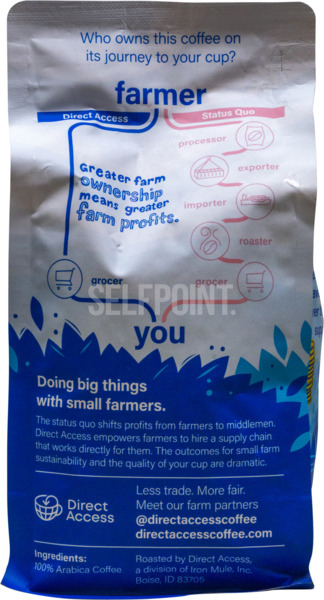 Who owns this coffee on
its journey to your cup?
farmer
Direct Access
Status Quo
processor
exporter
importer
roaster
grocer
Greater farm
ownership
means greater
farm profits.
grocer
SELFPOINT.
you
Doing big things
with small farmers.
The status quo shifts profits from farmers to middlemen.
Direct Access empowers farmers to hire a supply chain
that works directly for them. The outcomes for small farm
sustainability and the quality of your cup are dramatic.
Direct
Access
Less trade. More fair.
Meet our farm partners
@directaccesscoffee
directaccesscoffee.com
Ingredients:
100% Arabica Coffee
Roasted by Direct Access,
a division of Iron Mule, Inc.
Boise, ID 83705